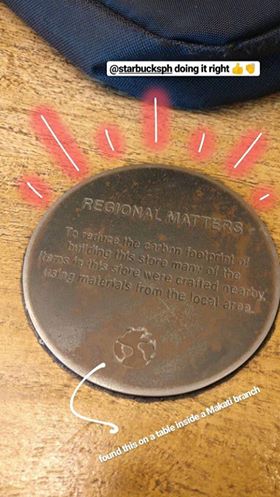 @starbucksph doing it right 👍👊
REGIONAL MATTERS
To reduce the carbon footprint of
building this store many of the
items in this store were crafted nearby,
using materials from the local area.
found this on a table inside a Makati branch